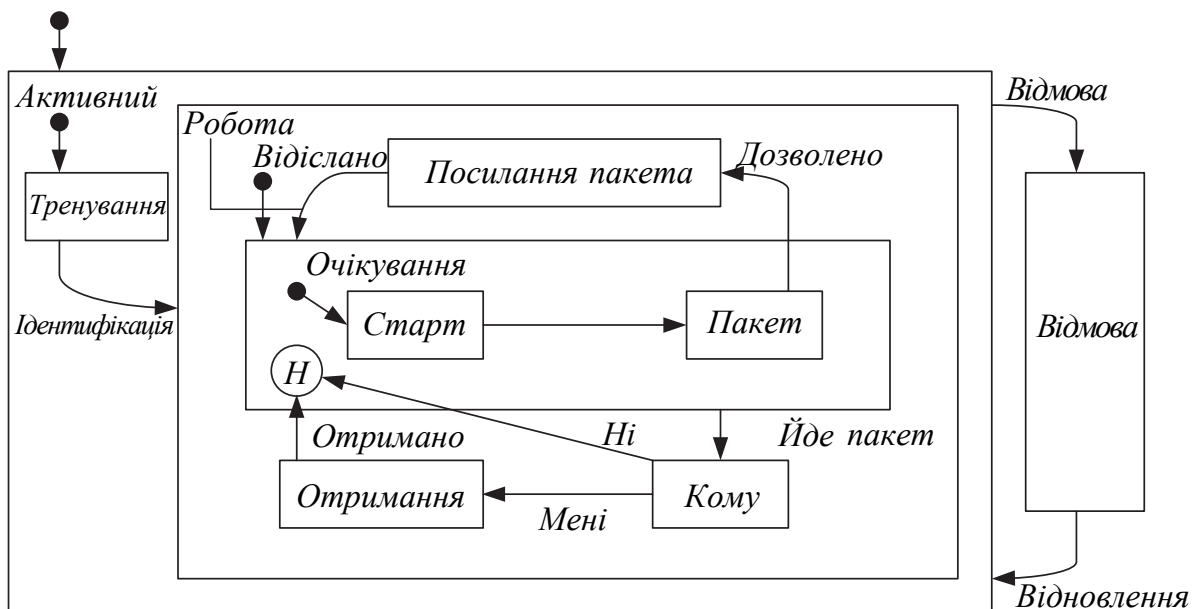 Активний
Відмова
Робота
Відіслано
Посилання пакета
Дозволено
Тренування
Очікування
Ідентифікація
Старт
Пакет
Відмова
Н
Отримано
Ні
Йде пакет
Отримання
Мені
Кому
Відновлення